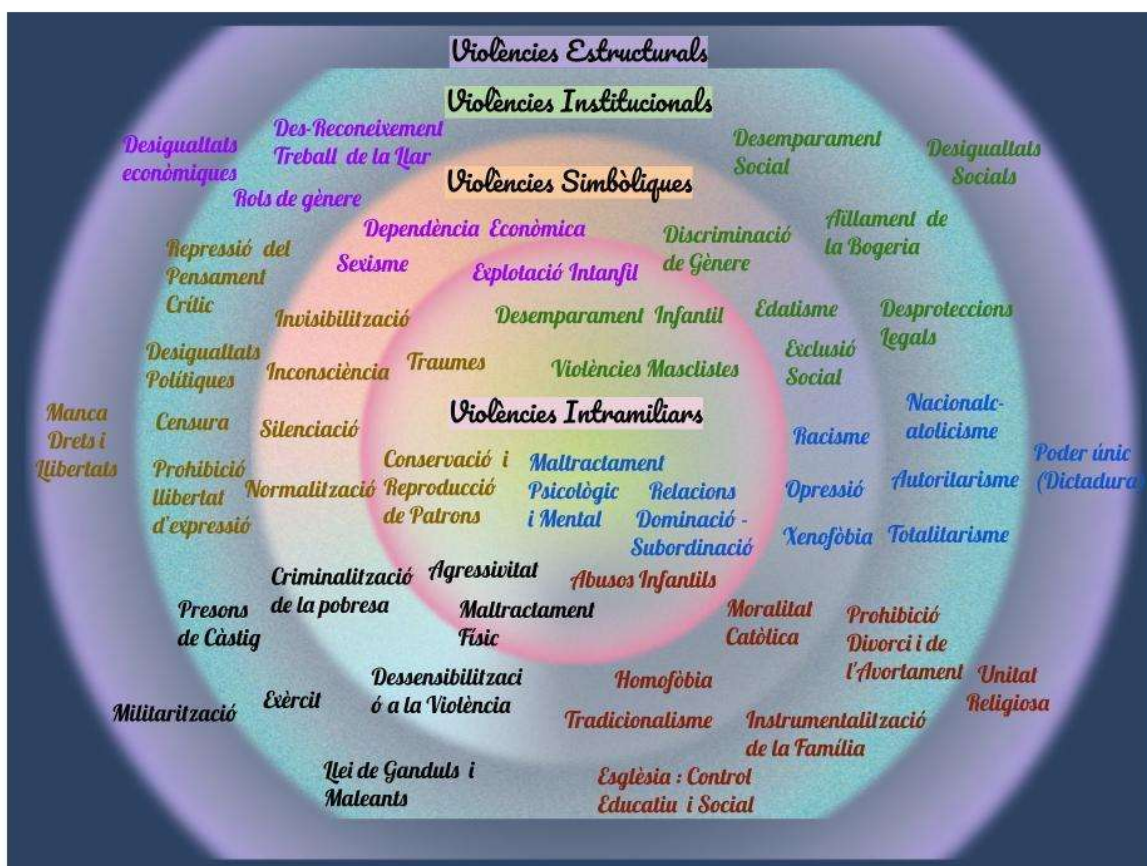 Violències Estructurals
Violències Institucionals
Des-Reconeixement
Treball de la Llar
Desigualtats
econòmiques
Rols de gènere
Desemparament
Social
Desigualtats
Socials
Violències Simbòliques
Dependència Econòmica
Sexisme
Explotació Intanfil
Discriminació
de Gènere
Aïllament de
la Bogeria
Repressió del
Pensament
Crític
Invisibilització
Desemparament Infantil
Edatisme
Desproteccions
Legals
Desigualtats
Polítiques
Inconsciència
Traumes
Violències Masclistes
Exclusió
Social
Violències Intramiliars
Manca
Drets i
Llibertats
Censura
Silenciació
Racisme
Nacionalc-
atolicisme
Poder únic
(Dictadura
Prohibició
llibertat
d'expressió
Normalització
Conservació i
Reproducció
de Patrons
Maltractament
Psicològic
i Mental
Relacions
Dominació -
Subordinació
Opressió
Autoritarisme
Xenofòbia
Totalitarisme
Criminalització
de la pobresa
Agressivitat
Abusos Infantils
Presons
de Càstig
Maltractament
Físic
Moralitat
Catòlica
Prohibició
Divorci i de
l'Avortament
Unitat
Religiosa
Militarització
Exèrcit
Dessensibilitzaci
ó a la Violència
Homofòbia
Tradicionalisme
Instrumentalització
de la Família
Llei de Ganduls i
Maleants
Esglèsia : Control
Educatiu i Social